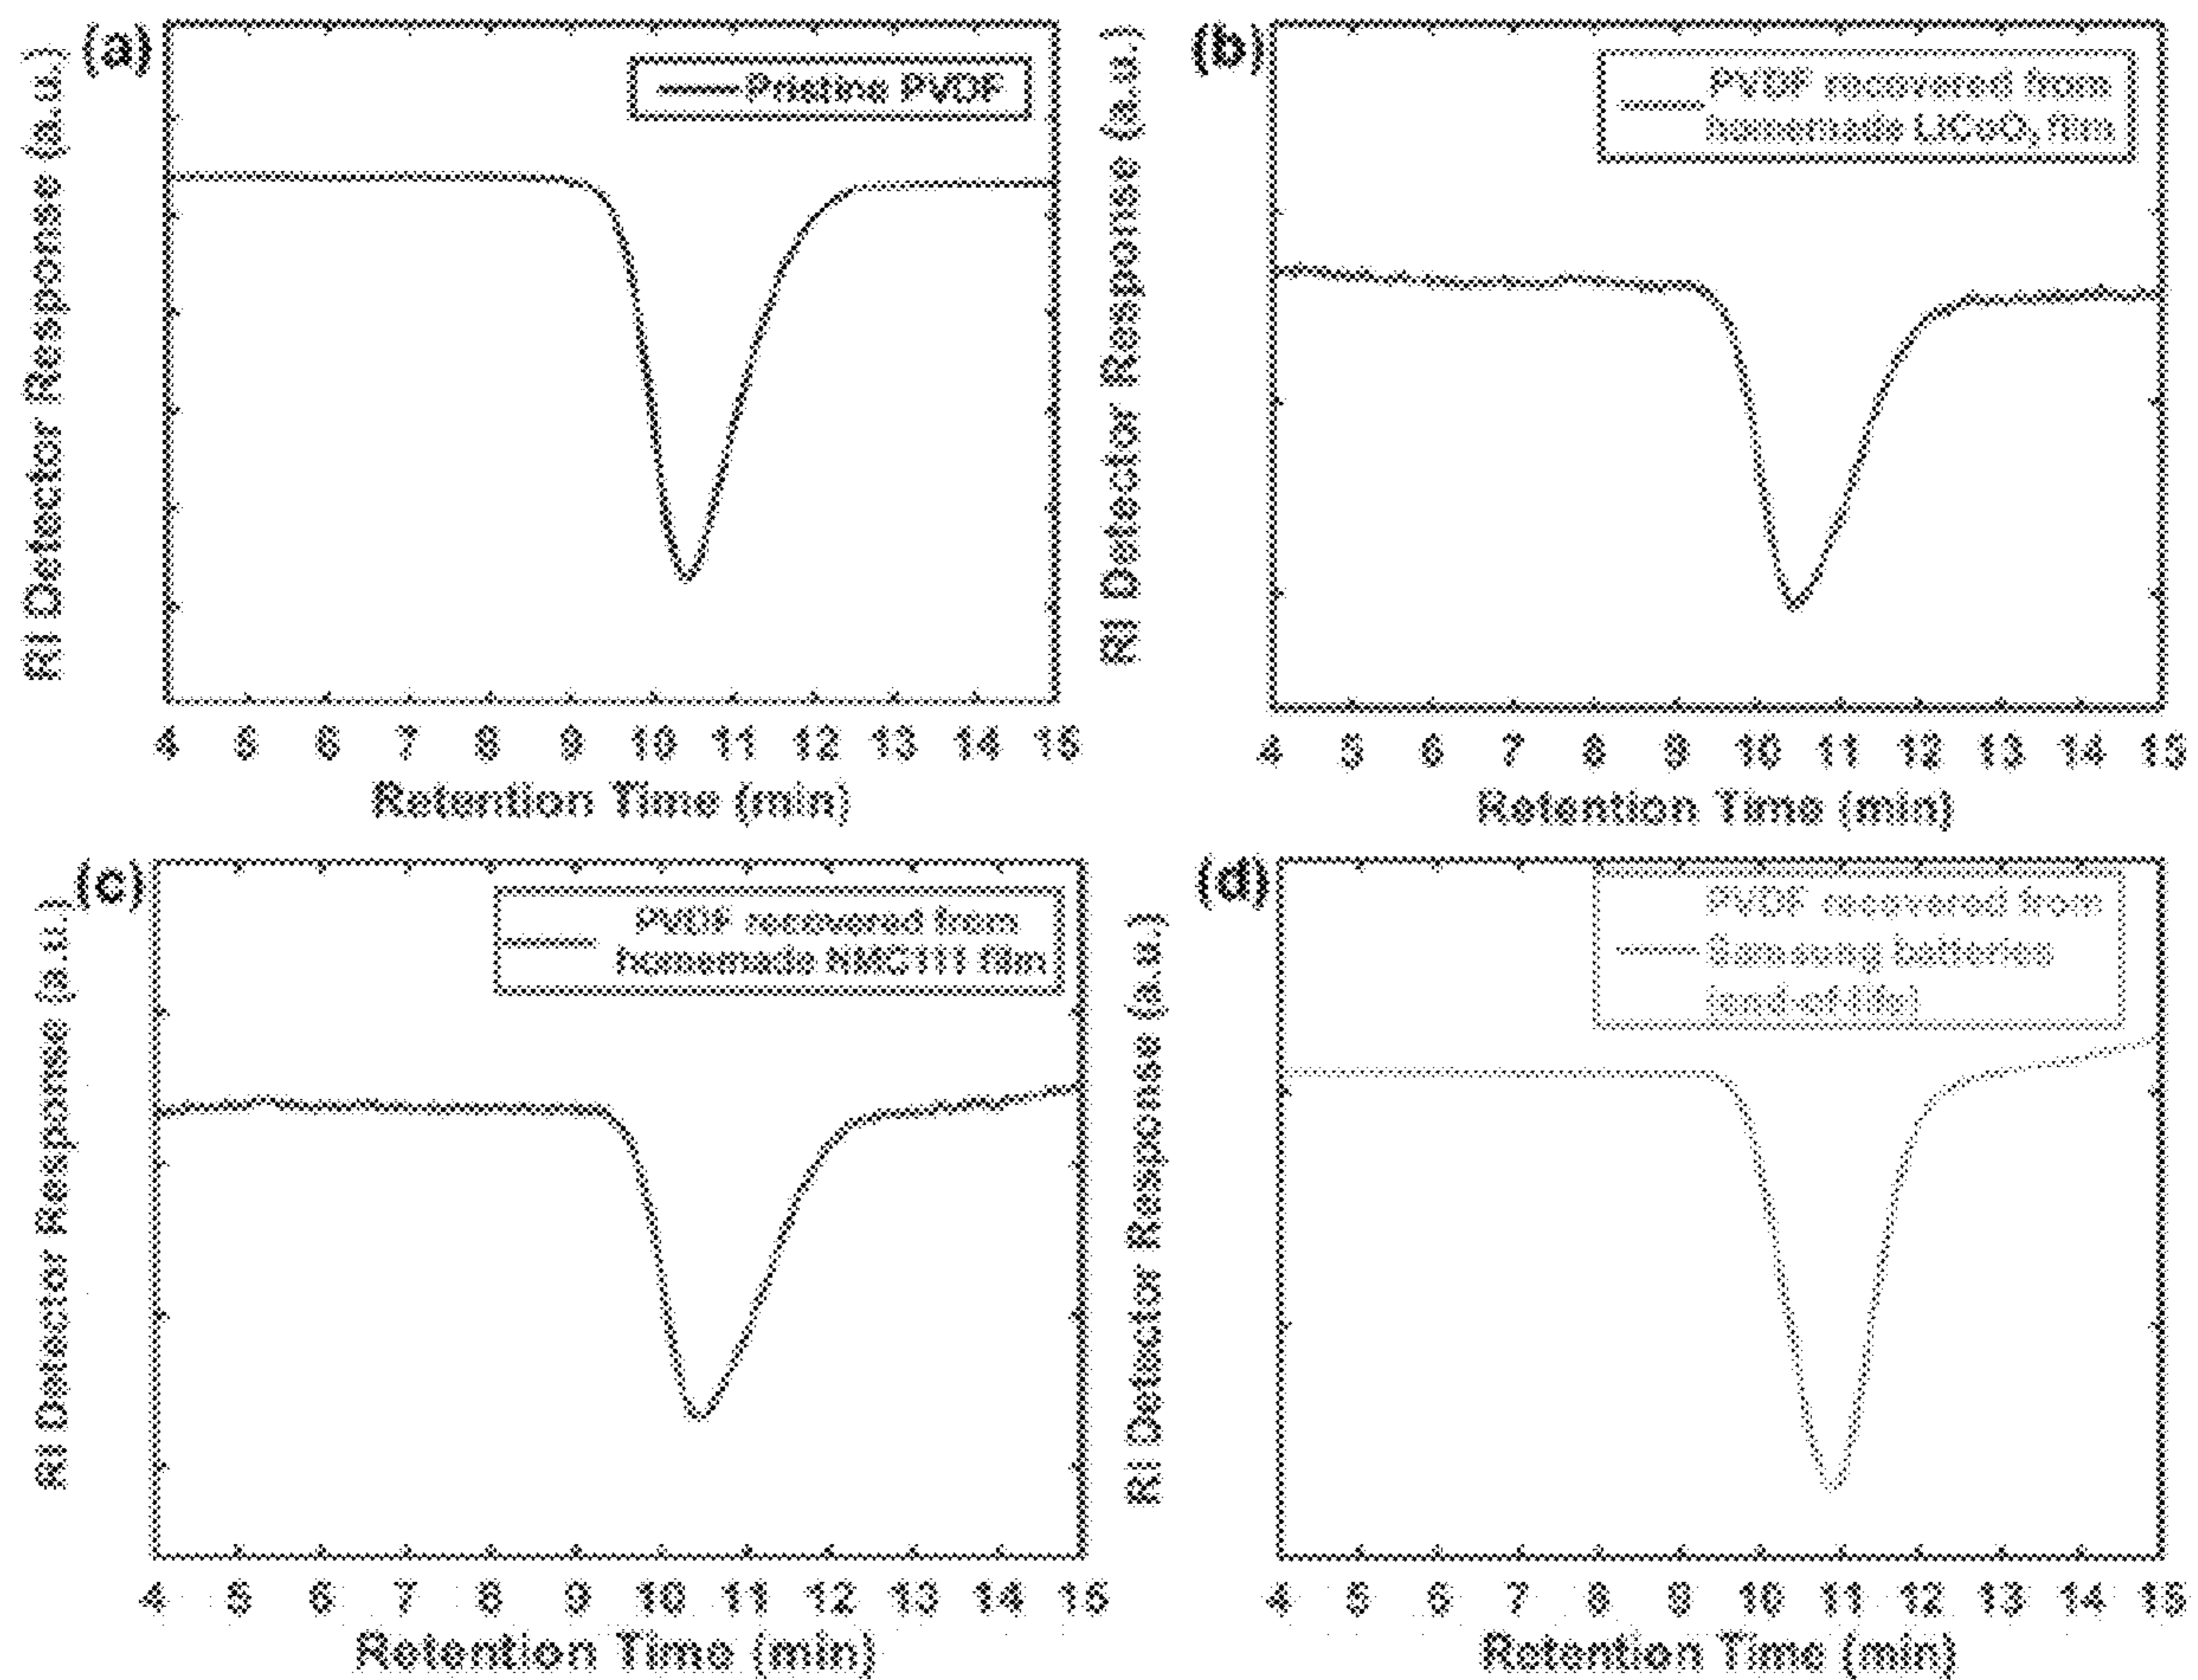 (a)
RI Detector Response (a.u.)
Pristine PVDF
4 5 6 7 8 9 10 11 12 13 14 15
Retention Time (min)
(b)
RI Detector Response (a.u.)
PVDF recovered from
homemade LiCoO₂ film
4 5 6 7 8 9 10 11 12 13 14 15
Retention Time (min)
(c)
RI Detector Response (a.u.)
PVDF recovered from
homemade NMC111 film
4 5 6 7 8 9 10 11 12 13 14 15
Retention Time (min)
(d)
RI Detector Response (a.u.)
PVDF recovered from
Samsung batteries
(end-of-life)
4 5 6 7 8 9 10 11 12 13 14 15
Retention Time (min)